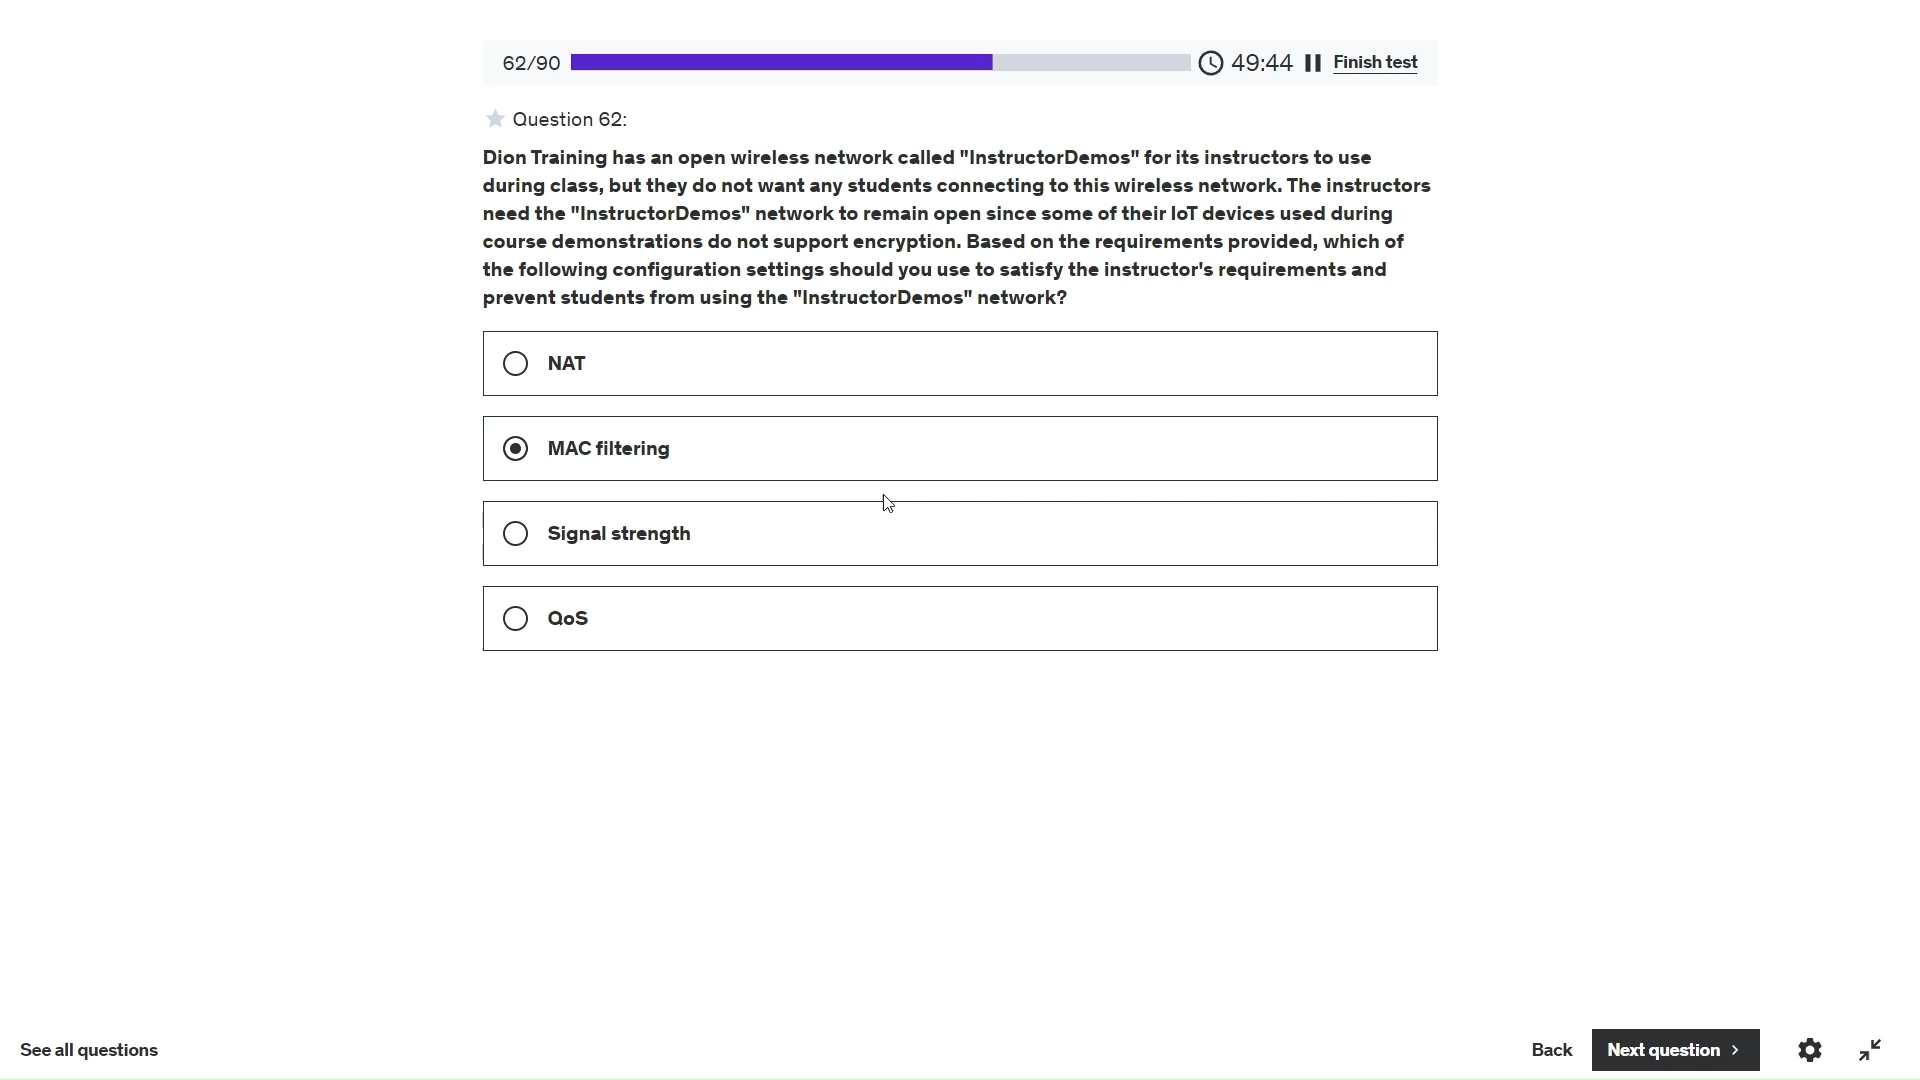 62/90
49:44
Finish test
Question 62:
Dion Training has an open wireless network called "InstructorDemos" for its instructors to use
during class, but they do not want any students connecting to this wireless network. The instructors
need the "InstructorDemos" network to remain open since some of their IoT devices used during
course demonstrations do not support encryption. Based on the requirements provided, which of
the following configuration settings should you use to satisfy the instructor's requirements and
prevent students from using the "InstructorDemos" network?
NAT
MAC filtering
Signal strength
QoS
See all questions
Back
Next question